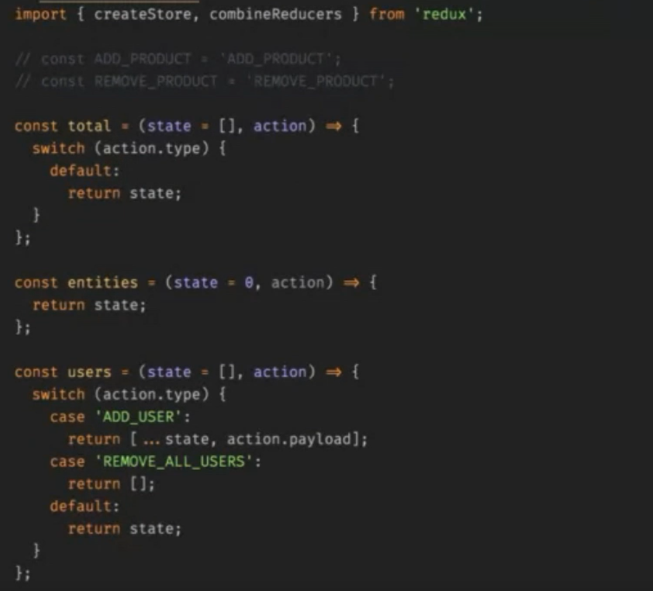 import { createStore, combineReducers } from 'redux';
// const ADD_PRODUCT = 'ADD_PRODUCT';
// const REMOVE_PRODUCT = 'REMOVE_PRODUCT';
const total = (state = [], action) => {
switch (action.type) {
default:
return state;
}
};
const entities = (state = 0, action) => {
return state;
};
const users = (state = [], action) => {
switch (action.type) {
case 'ADD_USER':
return [ ... state, action.payload];
case 'REMOVE_ALL_USERS':
return [];
default:
return state;
}
};